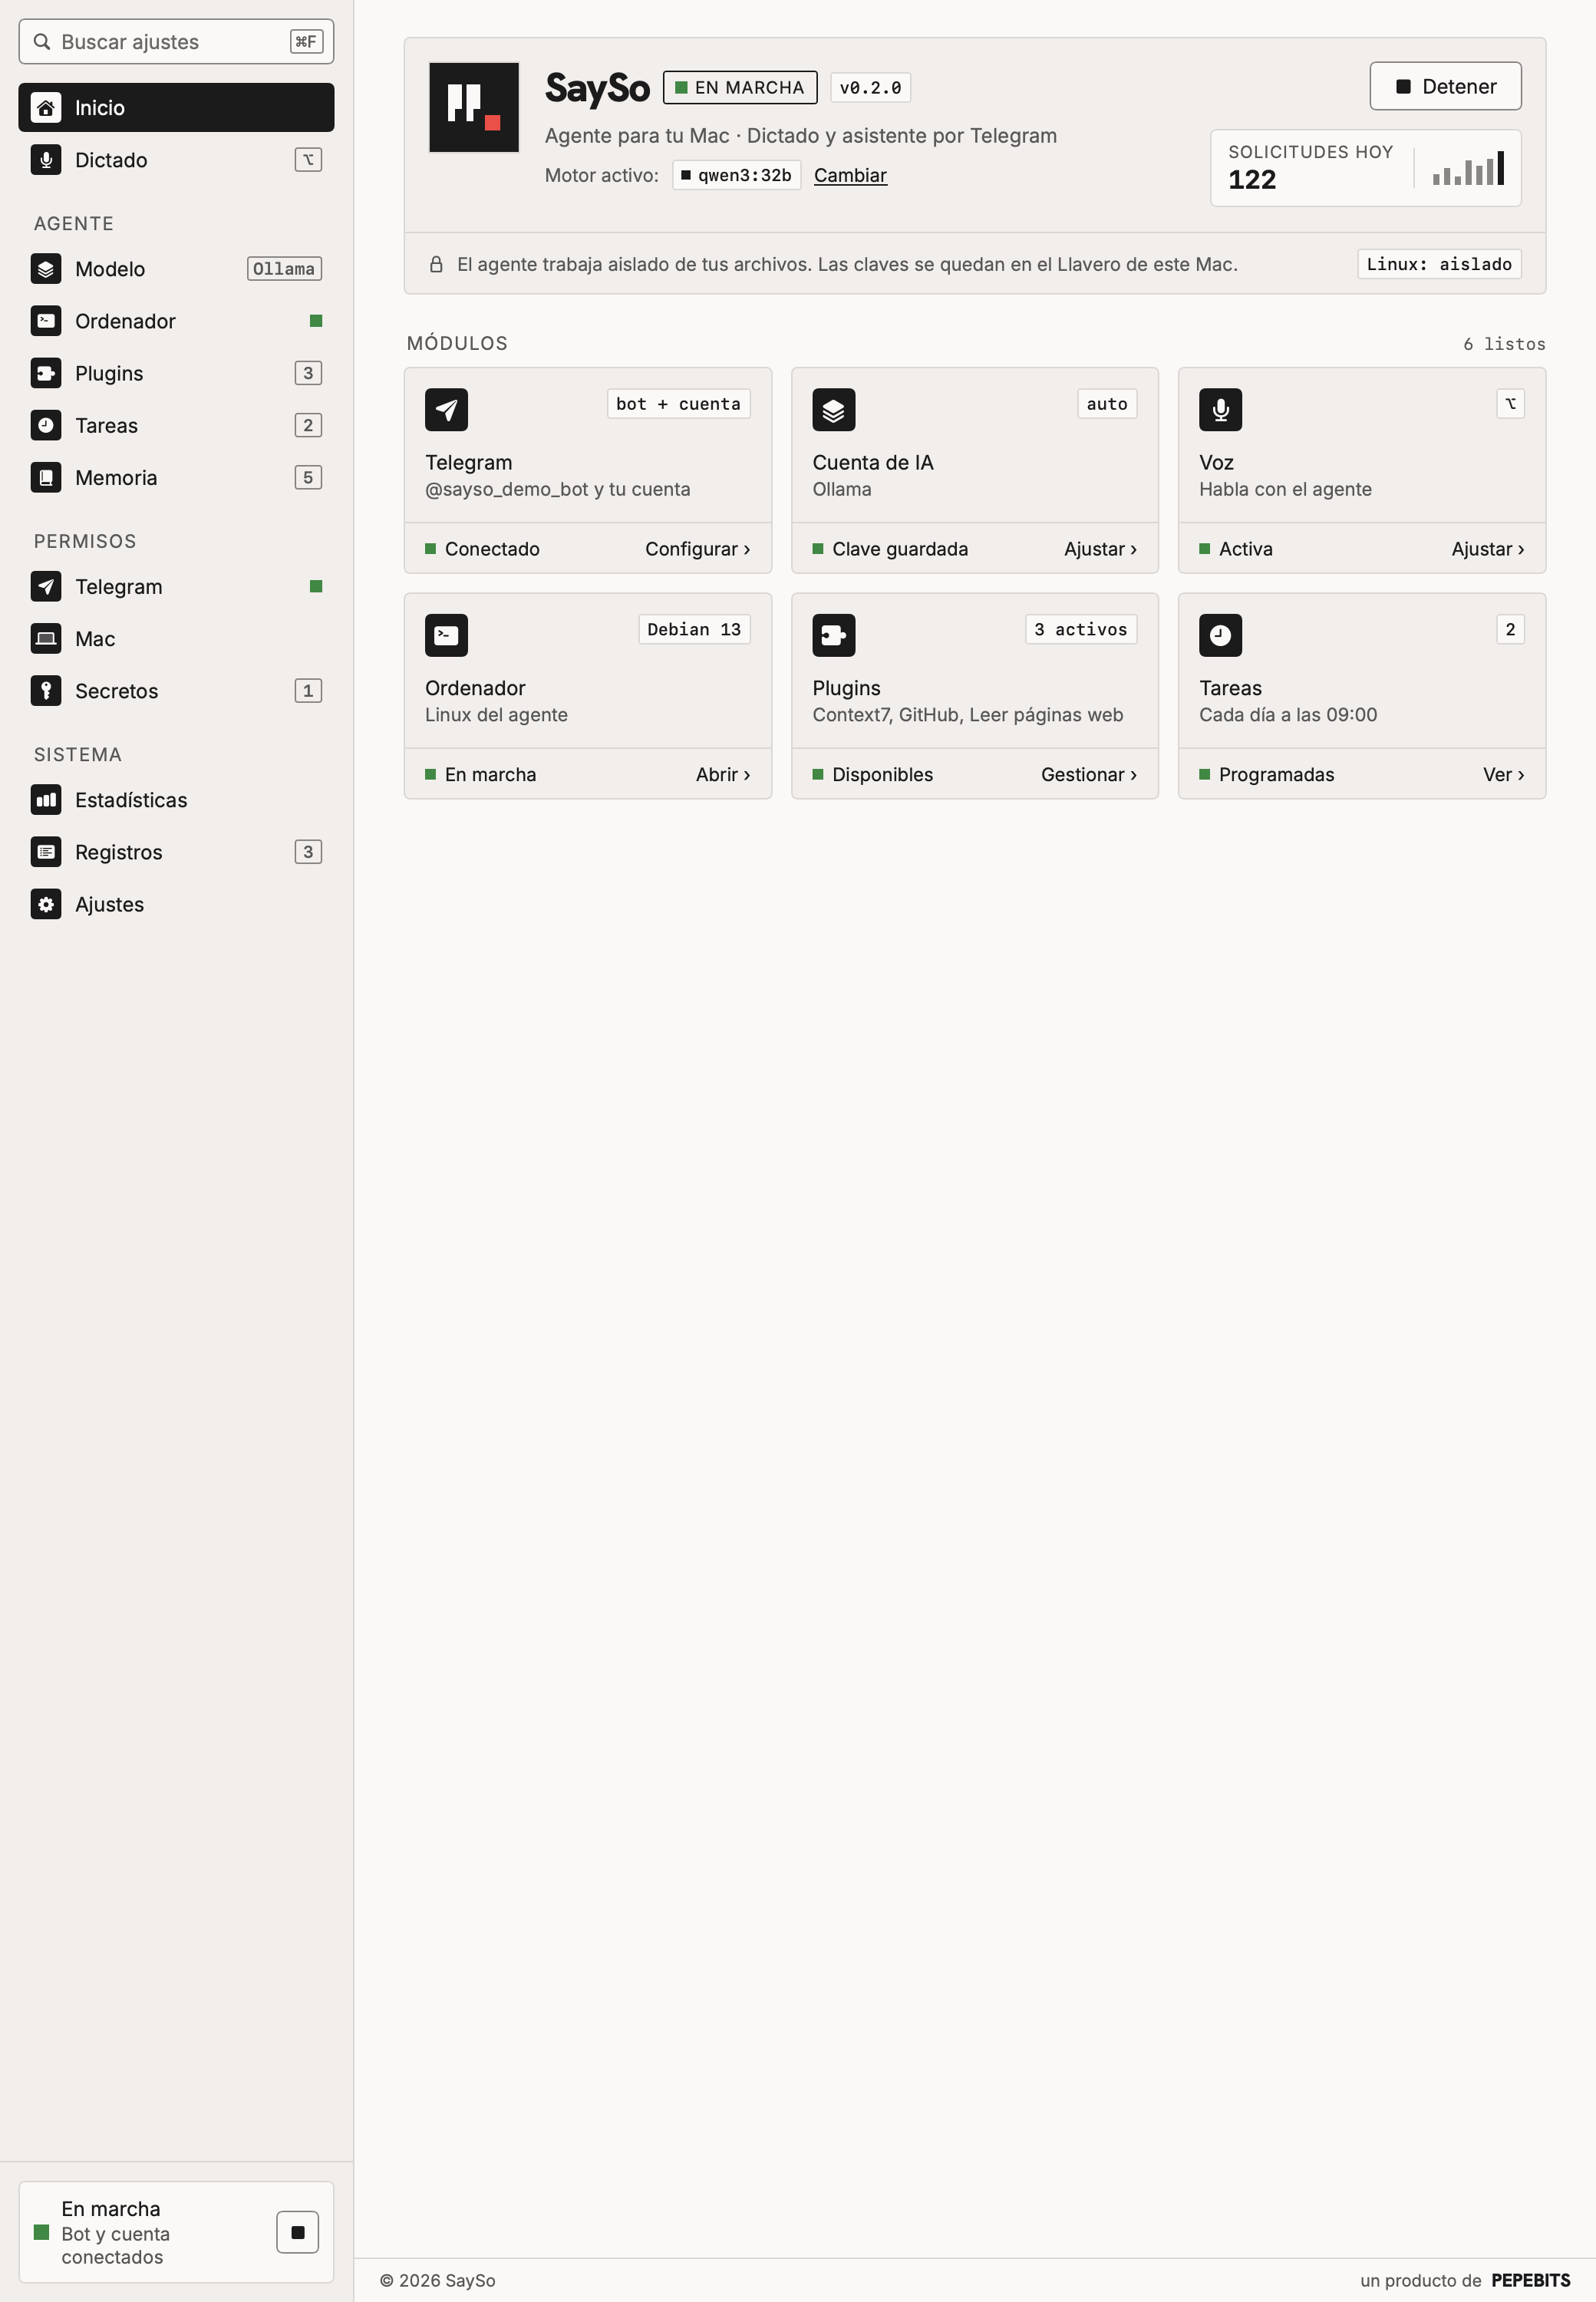 Buscar ajustes ⌘F
Inicio
Dictado ⌥
AGENTE
Modelo Ollama
Ordenador
Plugins 3
Tareas 2
Memoria 5
PERMISOS
Telegram
Mac
Secretos 1
SISTEMA
Estadísticas
Registros 3
Ajustes
En marcha
Bot y cuenta
conectados
SaySo EN MARCHA v0.2.0
Agente para tu Mac · Dictado y asistente por Telegram
Motor activo: qwen3:32b Cambiar
Detener
SOLICITUDES HOY
122
El agente trabaja aislado de tus archivos. Las claves se quedan en el Llavero de este Mac. Linux: aislado
MÓDULOS 6 listos
bot + cuenta
Telegram
@sayso_demo_bot y tu cuenta
Conectado Configurar ›
auto
Cuenta de IA
Ollama
Clave guardada Ajustar ›
⌥
Voz
Habla con el agente
Activa Ajustar ›
Debian 13
Ordenador
Linux del agente
En marcha Abrir ›
3 activos
Plugins
Context7, GitHub, Leer páginas web
Disponibles Gestionar ›
2
Tareas
Cada día a las 09:00
Programadas Ver ›
© 2026 SaySo un producto de PEPEBITS